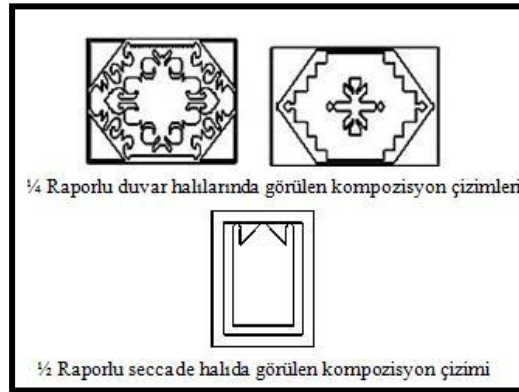 ¼ Raporlu duvar halılarında görülen kompozisyon çizimleri
½ Raporlu seccade halıda görülen kompozisyon çizimi